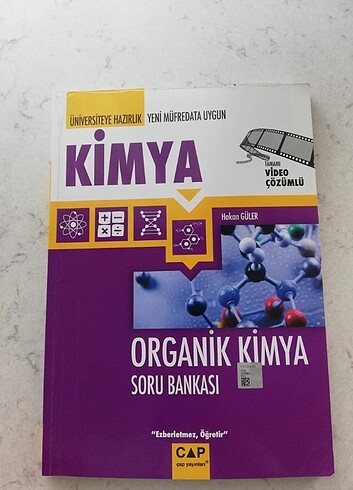 ÜNİVERSİTEYE HAZIRLIK YENİ MÜFREDATA UYGUN
KİMYA
TAMAMI
VİDEO
ÇÖZÜMLÜ
Hakan GÜLER
ORGANİK KİMYA
SORU BANKASI
"Ezberletmez, Öğretir"
ÇAP
çap yayınları